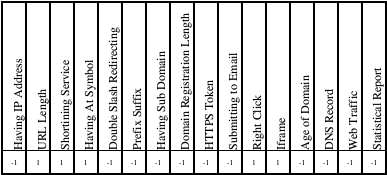 Having IP Address
URL Length
Shortining Service
Having At Symbol
Double Slash Redirecting
Prefix Suffix
Having Sub Domain
Domain Registration Length
HTTPS Token
Submitting to Email
Right Click
Iframe
Age of Domain
DNS Record
Web Traffic
Statistical Report
-1 1 1 1 -1 -1 -1 -1 -1 -1 1 1 -1 -1 -1 -1